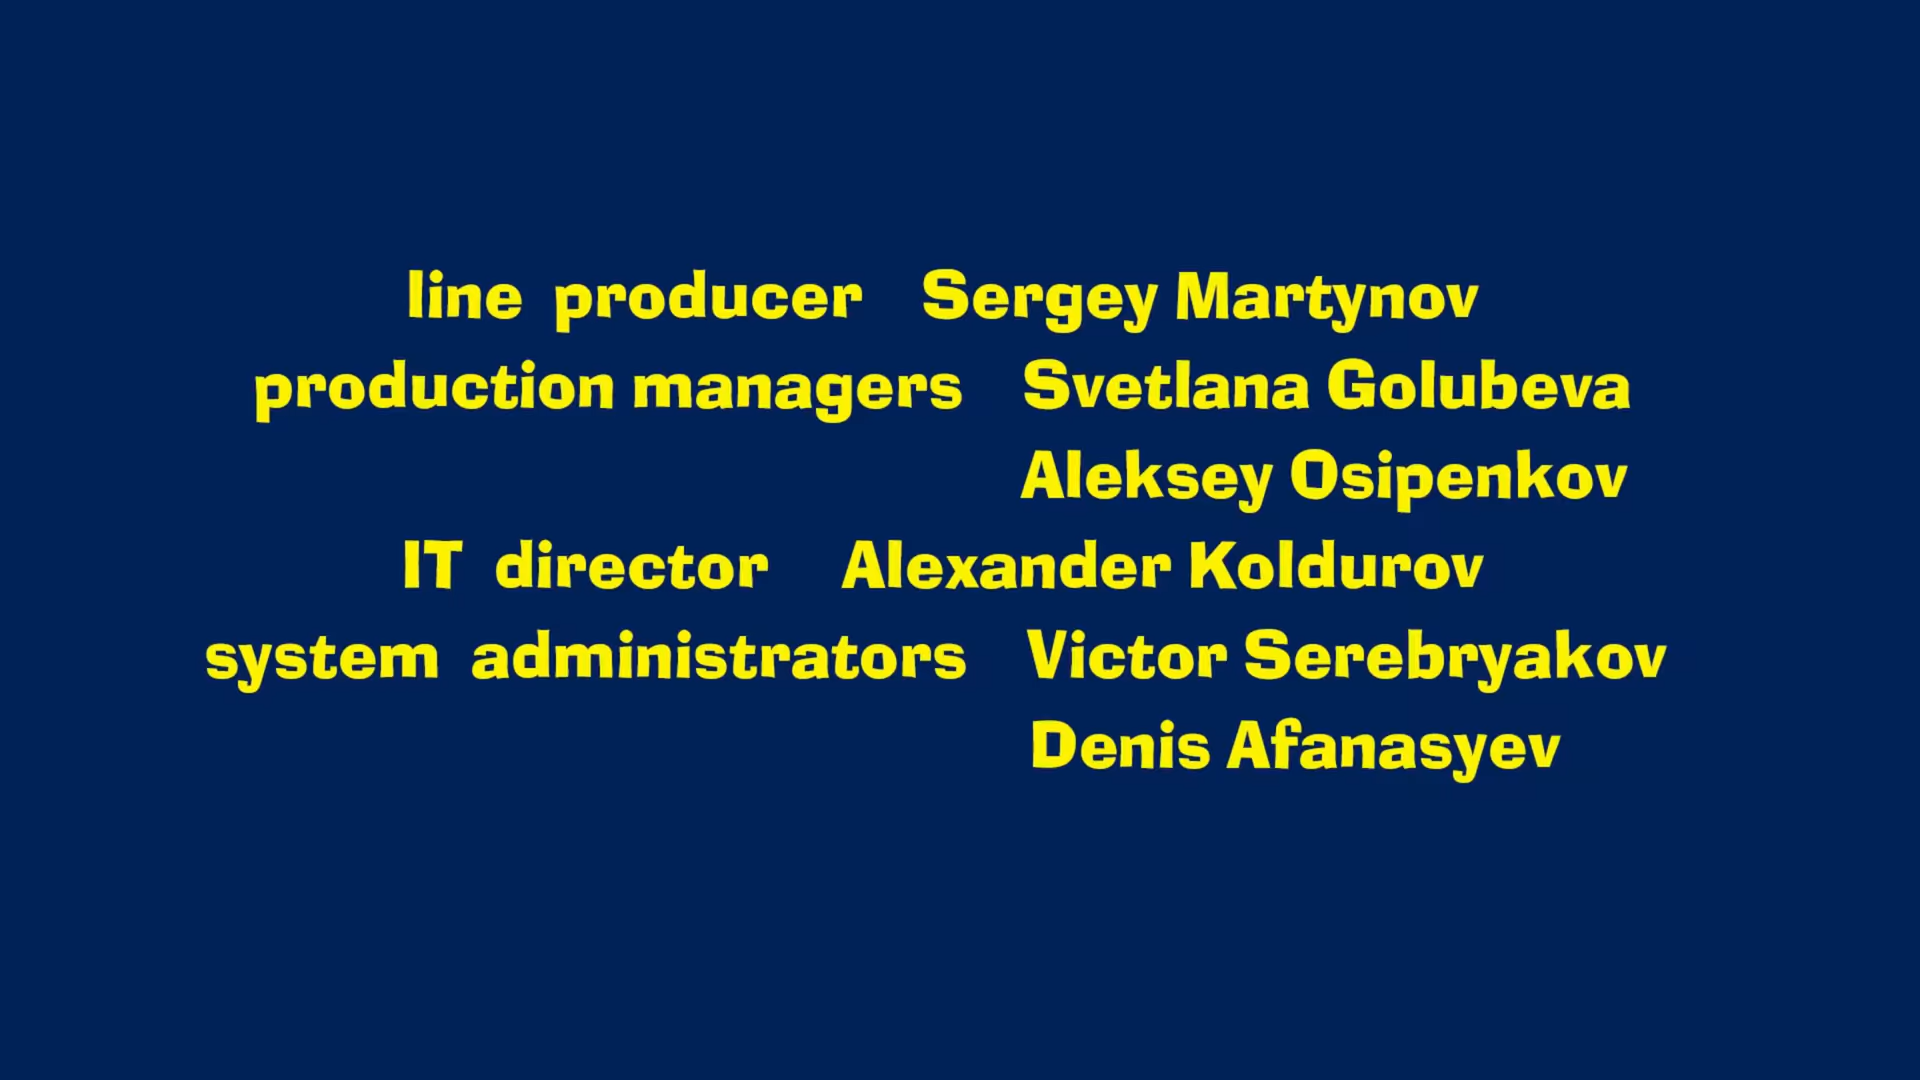 line producer Sergey Martynov
production managers Svetlana Golubeva
Aleksey Osipenkov
IT director Alexander Koldurov
system administrators Victor Serebryakov
Denis Afanasyev